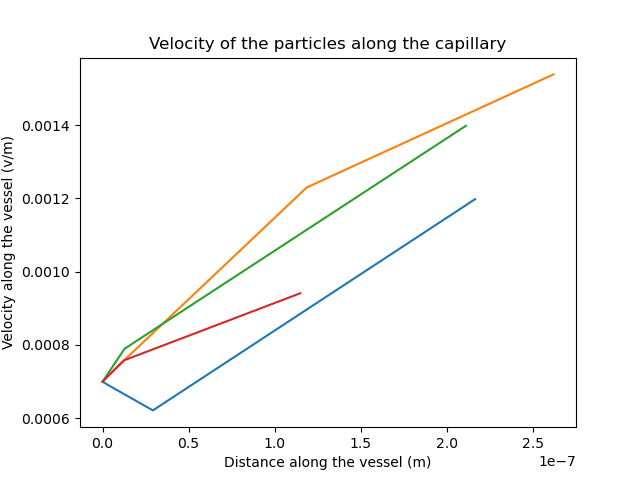 Velocity of the particles along the capillary
Velocity along the vessel (v/m)
0.0014
0.0012
0.0010
0.0008
0.0006
0.0 0.5 1.0 1.5 2.0 2.5
1e−7
Distance along the vessel (m)